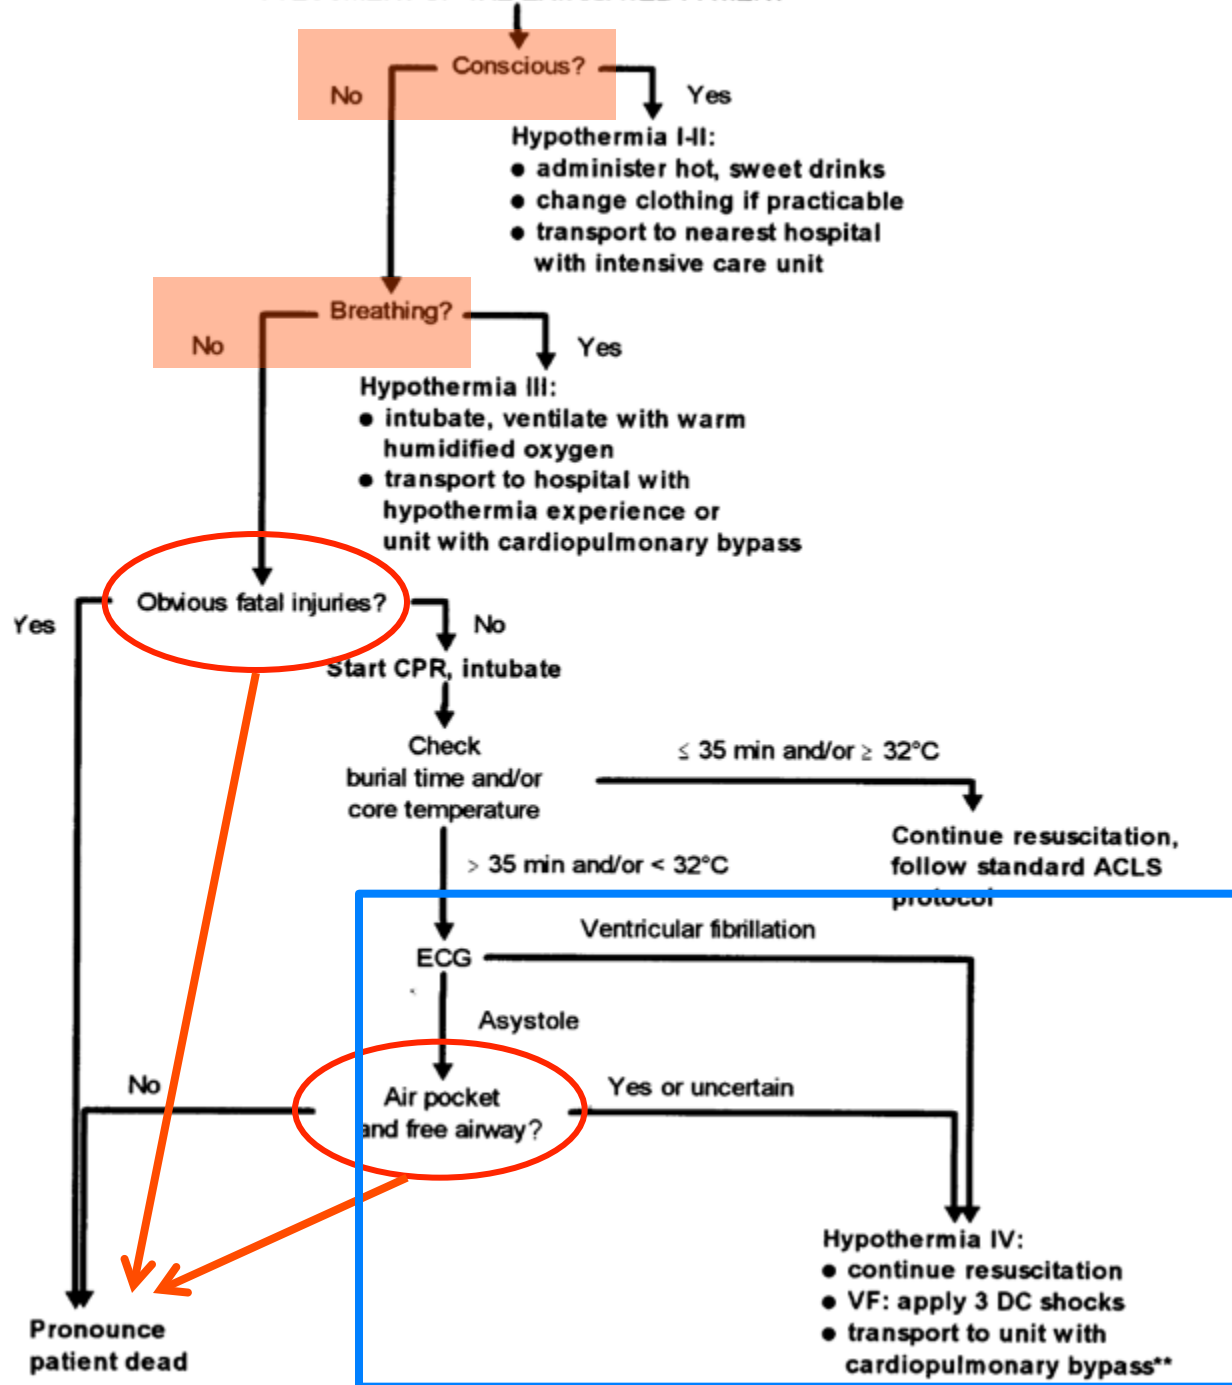 Conscious?
No
Yes
Hypothermia I-II:
● administer hot, sweet drinks
● change clothing if practicable
● transport to nearest hospital
with intensive care unit
Breathing?
No
Yes
Hypothermia III:
● intubate, ventilate with warm
humidified oxygen
● transport to hospital with
hypothermia experience or
unit with cardiopulmonary bypass
Obvious fatal injuries?
Yes
No
Start CPR, intubate
Check
burial time and/or
core temperature
≤ 35 min and/or ≥ 32°C
Continue resuscitation,
follow standard ACLS
protocol
> 35 min and/or < 32°C
Ventricular fibrillation
ECG
Asystole
No
Air pocket
and free airway?
Yes or uncertain
Hypothermia IV:
● continue resuscitation
● VF: apply 3 DC shocks
● transport to unit with
cardiopulmonary bypass**
Pronounce
patient dead